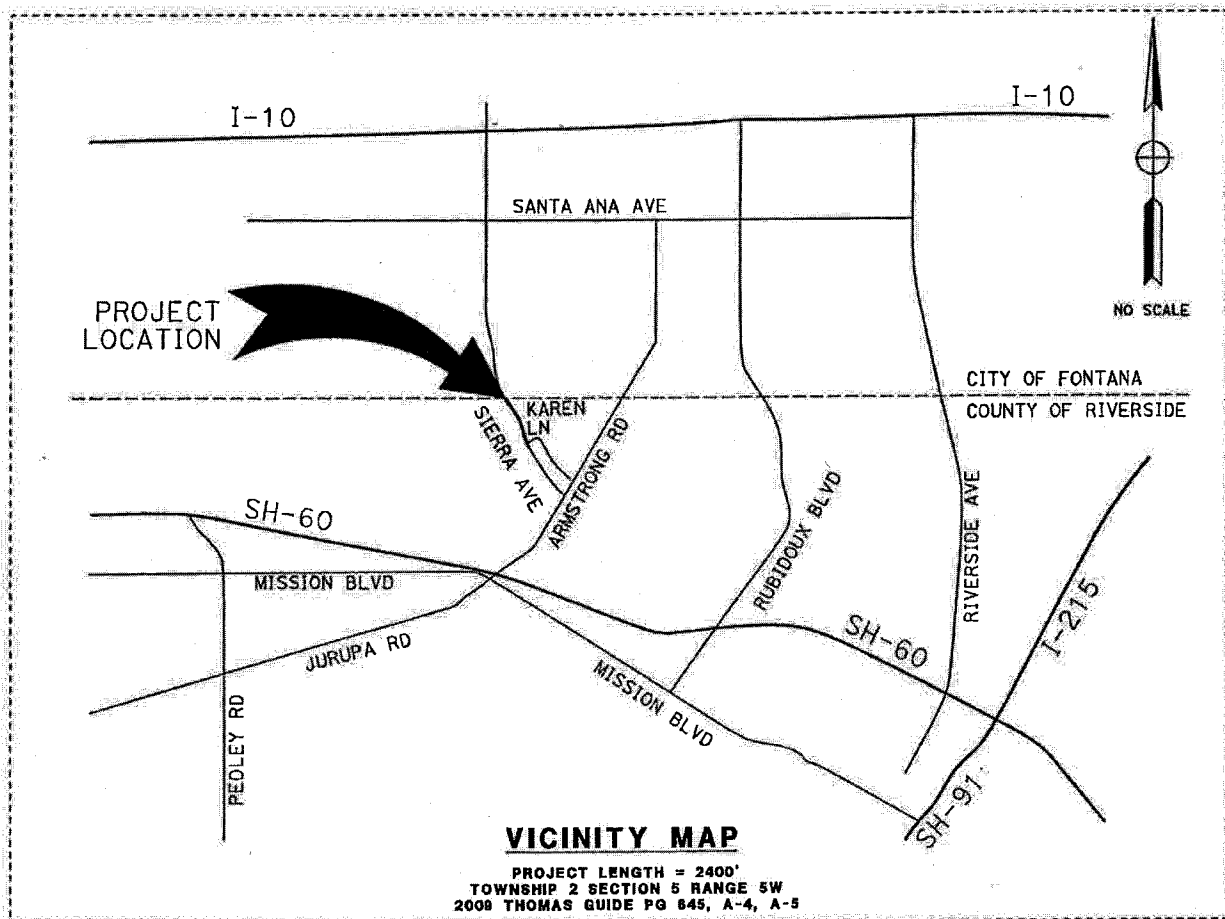 I-10
I-10
SANTA ANA AVE
PROJECT
LOCATION
NO SCALE
CITY OF FONTANA
COUNTY OF RIVERSIDE
KAREN
LN
SIERRA AVE
ARMSTRONG RD
SH-60
MISSION BLVD
RUBIDOUX BLVD
RIVERSIDE AVE
I-215
JURUPA RD
SH-60
MISSION BLVD
PEDLEY RD
SH-91
VICINITY MAP
PROJECT LENGTH = 2400'
TOWNSHIP 2 SECTION 5 RANGE 5W
2009 THOMAS GUIDE PG 645, A-4, A-5